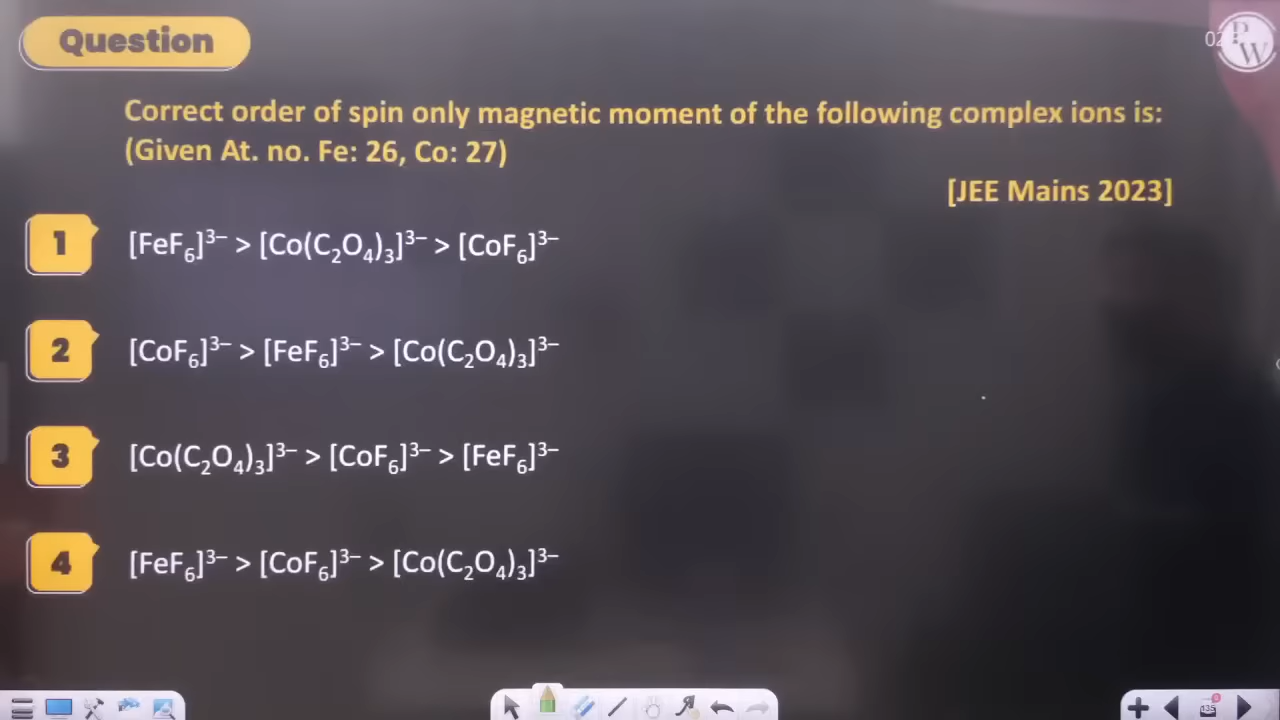 Question
02
PW
Correct order of spin only magnetic moment of the following complex ions is:
(Given At. no. Fe: 26, Co: 27)
[JEE Mains 2023]
1 [FeF₆]³⁻ > [Co(C₂O₄)₃]³⁻ > [CoF₆]³⁻
2 [CoF₆]³⁻ > [FeF₆]³⁻ > [Co(C₂O₄)₃]³⁻
3 [Co(C₂O₄)₃]³⁻ > [CoF₆]³⁻ > [FeF₆]³⁻
4 [FeF₆]³⁻ > [CoF₆]³⁻ > [Co(C₂O₄)₃]³⁻